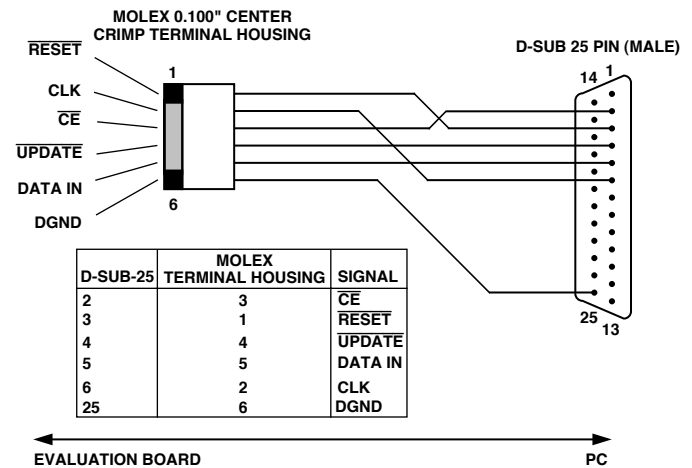 MOLEX 0.100" CENTER
CRIMP TERMINAL HOUSING
D-SUB 25 PIN (MALE)
RESET
CLK
CE
UPDATE
DATA IN
DGND
1
6
14 1
25
13
D-SUB-25 MOLEX TERMINAL HOUSING SIGNAL
2 3 CE
3 1 RESET
4 4 UPDATE
5 5 DATA IN
6 2 CLK
25 6 DGND
EVALUATION BOARD PC